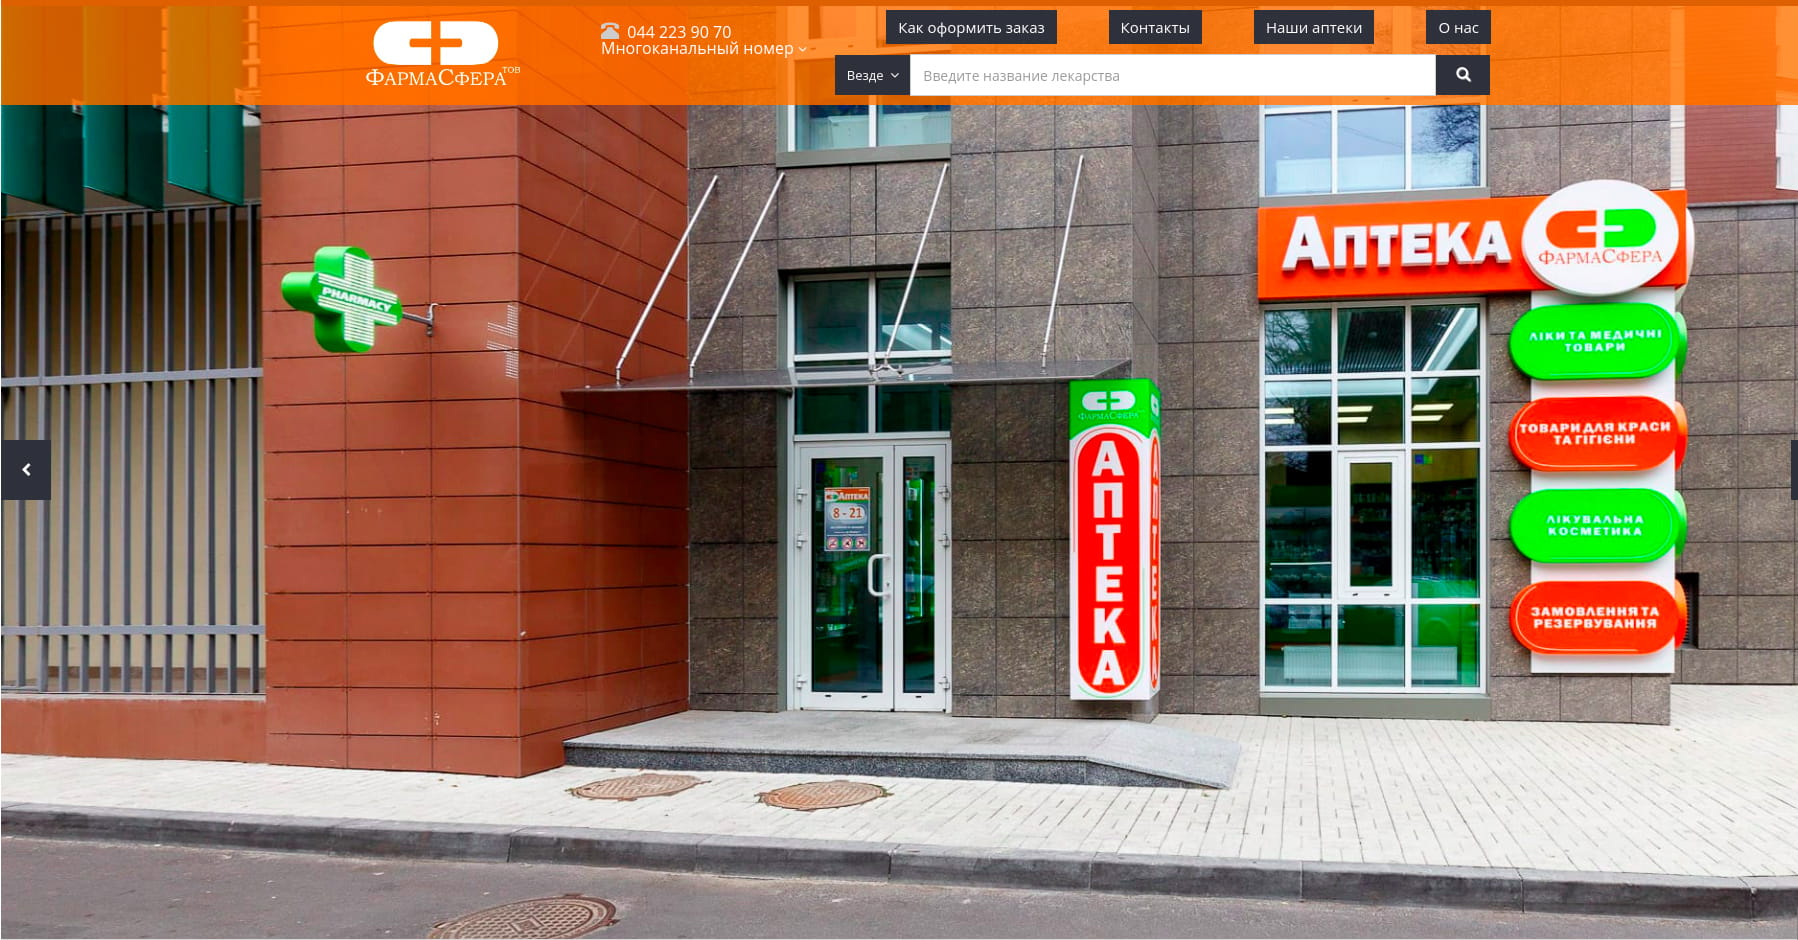 ФармаСфера ТОВ
044 223 90 70
Многоканальный номер
Как оформить заказ
Контакты
Наши аптеки
О нас
Везде
Введите название лекарства
PHARMACY
АПТЕКА
ФАРМАСФЕРА
ЛІКИ ТА МЕДИЧНІ
ТОВАРИ
ТОВАРИ ДЛЯ КРАСИ
ТА ГІГІЄНИ
ЛІКУВАЛЬНА
КОСМЕТИКА
ЗАМОВЛЕННЯ ТА
РЕЗЕРВУВАННЯ
ФАРМАСФЕРА
АПТЕКА
АПТЕКА
АПТЕКА
8 - 21